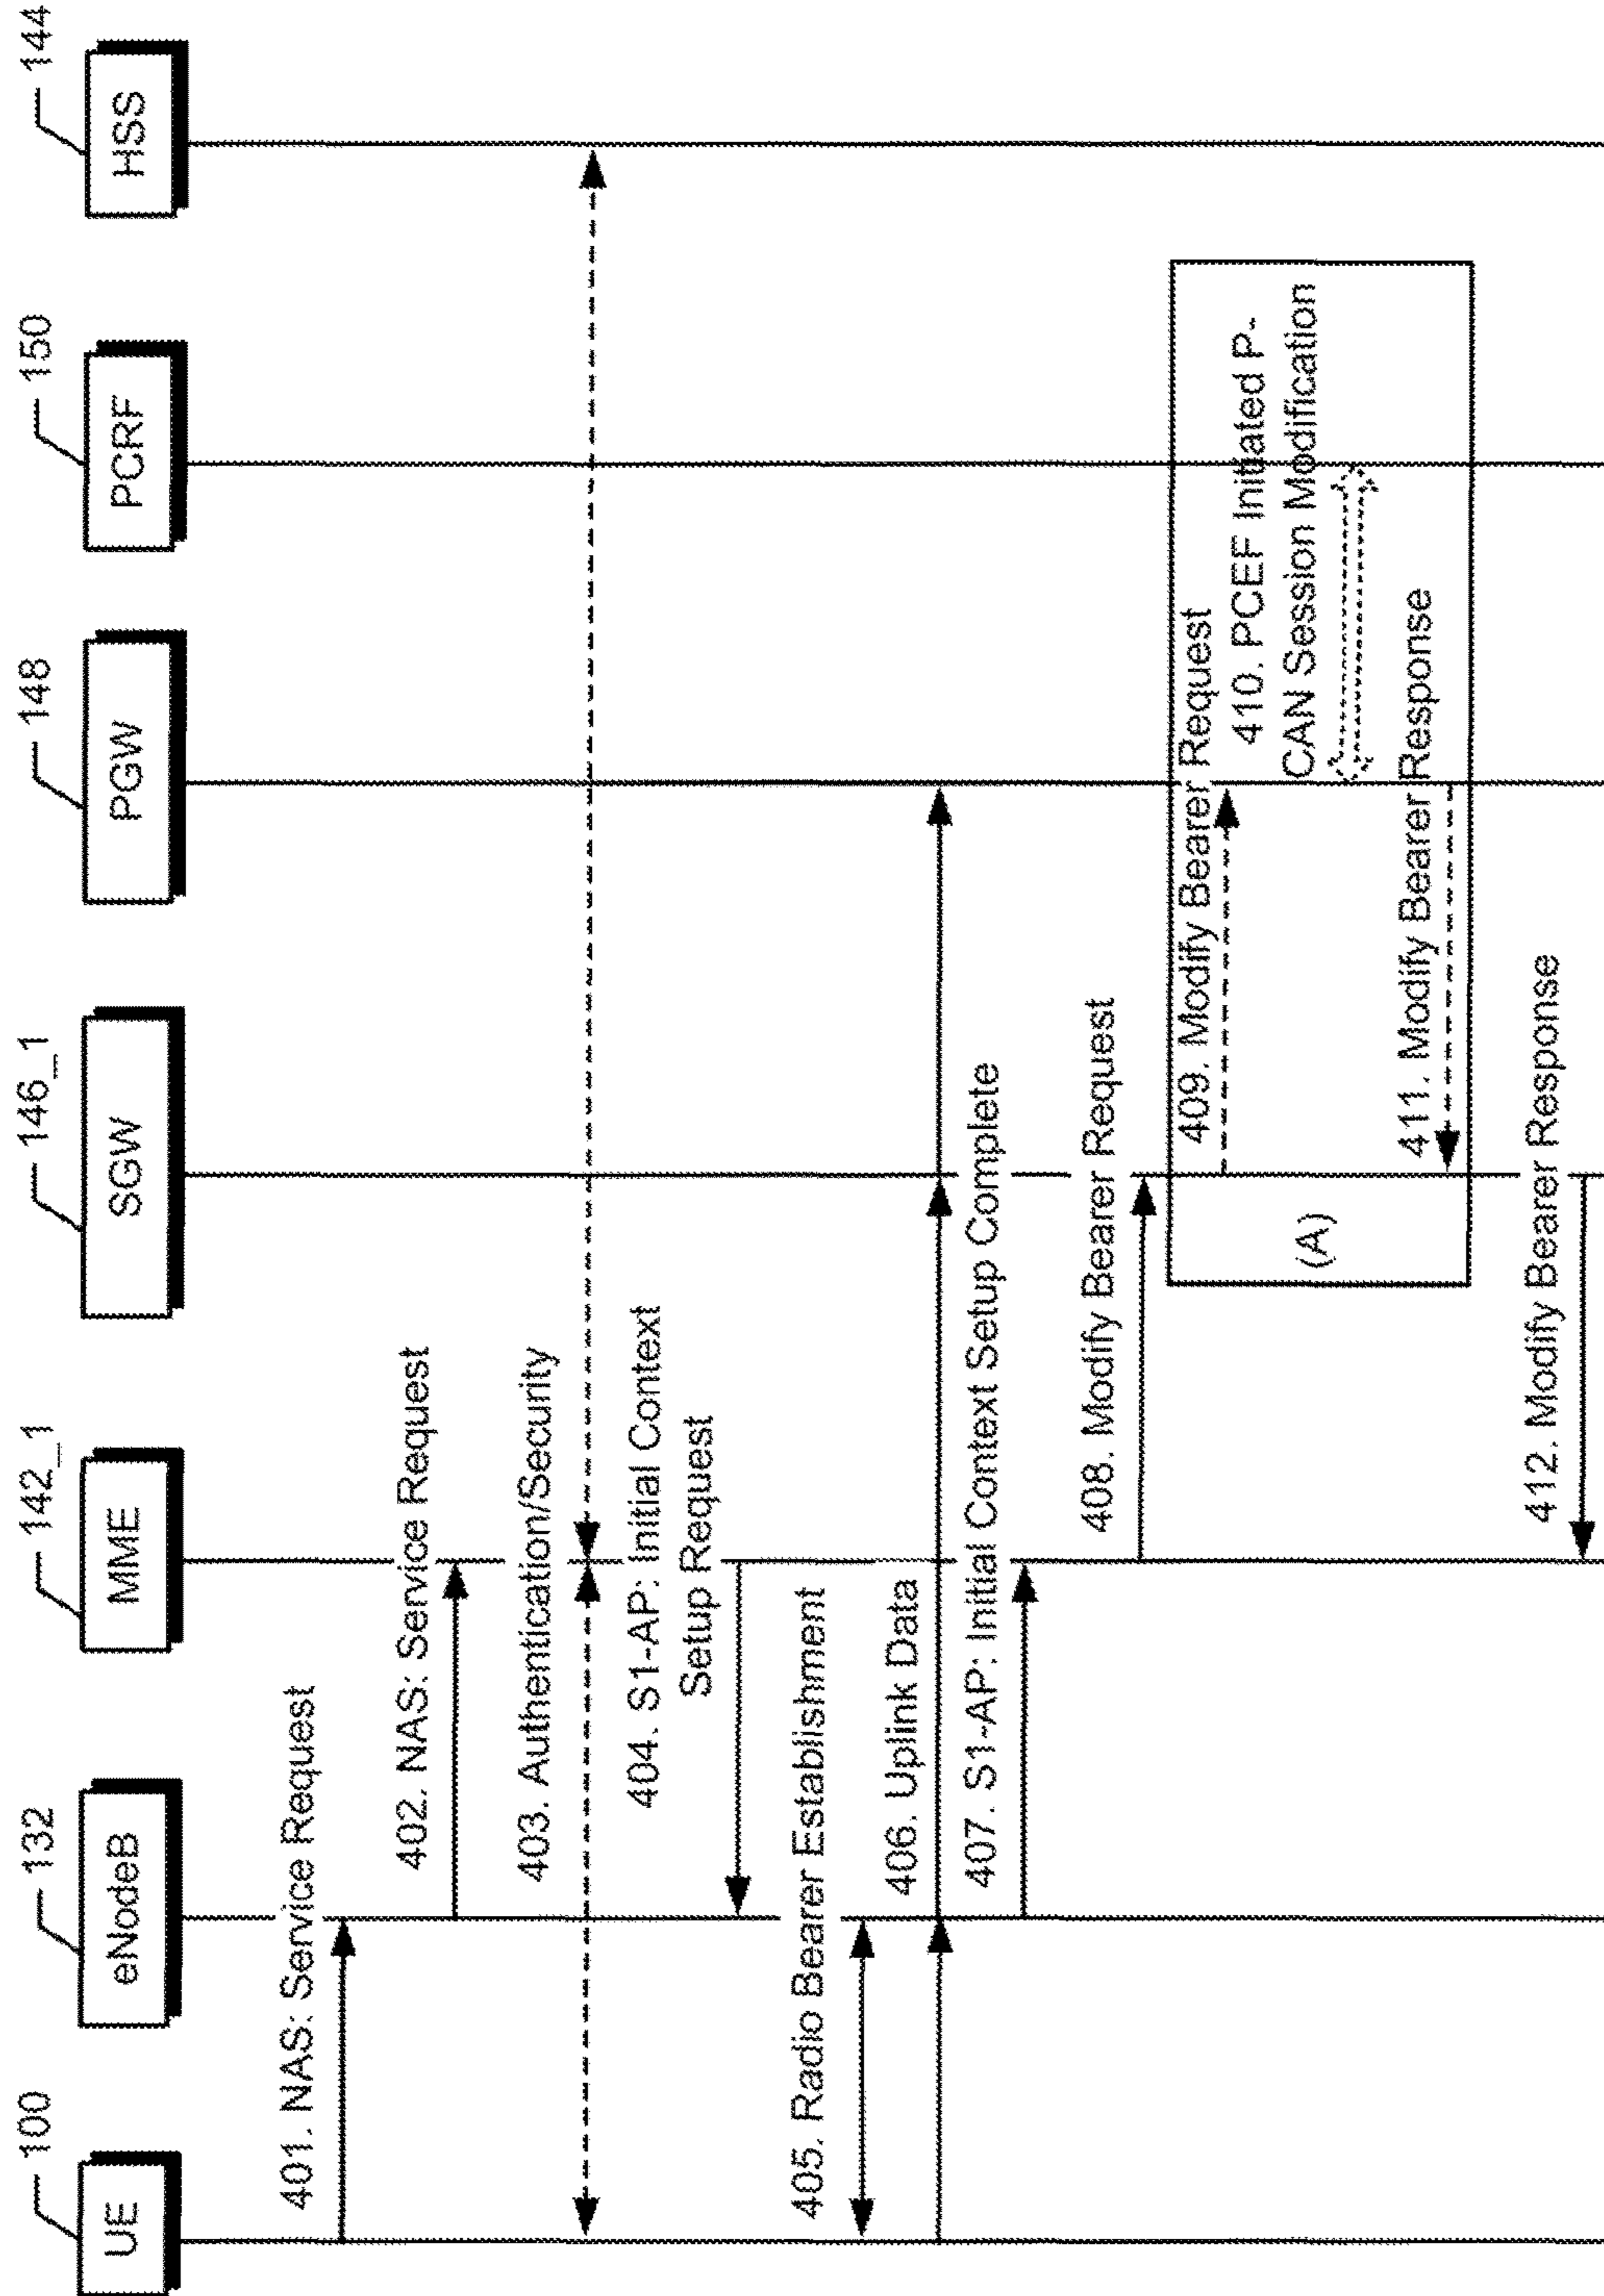 100
132
142_1
146_1
148
150
144
UE
eNodeB
MME
SGW
PGW
PCRF
HSS
401. NAS: Service Request
402. NAS: Service Request
403. Authentication/Security
404. S1-AP: Initial Context
Setup Request
405. Radio Bearer Establishment
406. Uplink Data
407. S1-AP: Initial Context Setup Complete
408. Modify Bearer Request
(A)
409. Modify Bearer Request
410. PCEF Initiated P-
CAN Session Modification
411. Modify Bearer Response
412. Modify Bearer Response